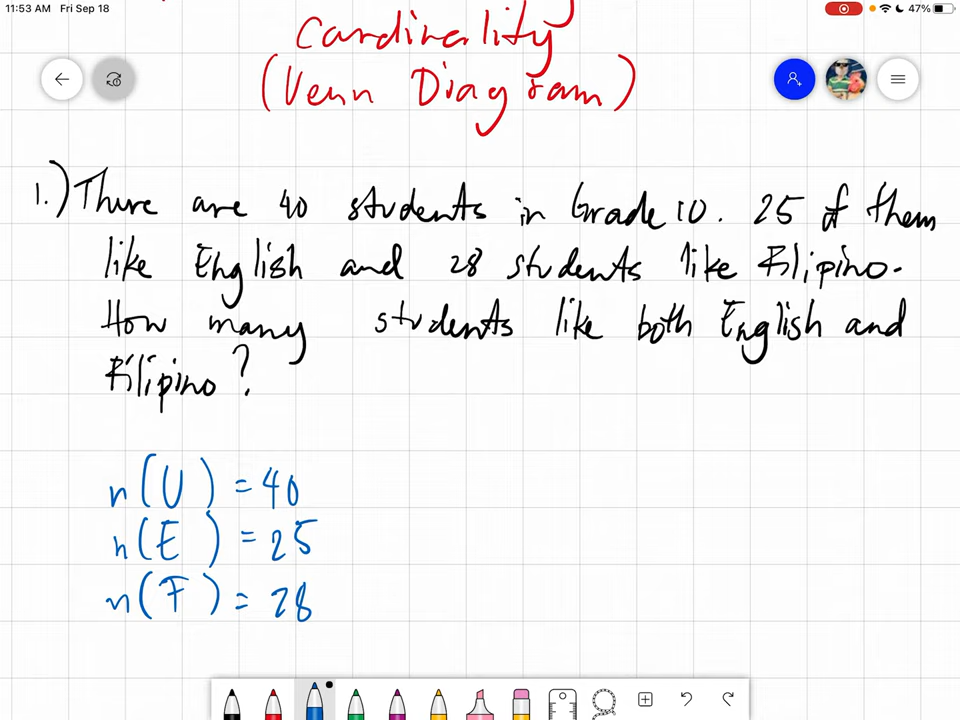 11:53 AM Fri Sep 18
47%
Cardinality
(Venn Diagram)
1.) There are 40 students in Grade 10. 25 of them
like English and 28 students like Filipino.
How many students like both English and
Filipino?
n(U) = 40
n(E) = 25
n(F) = 28